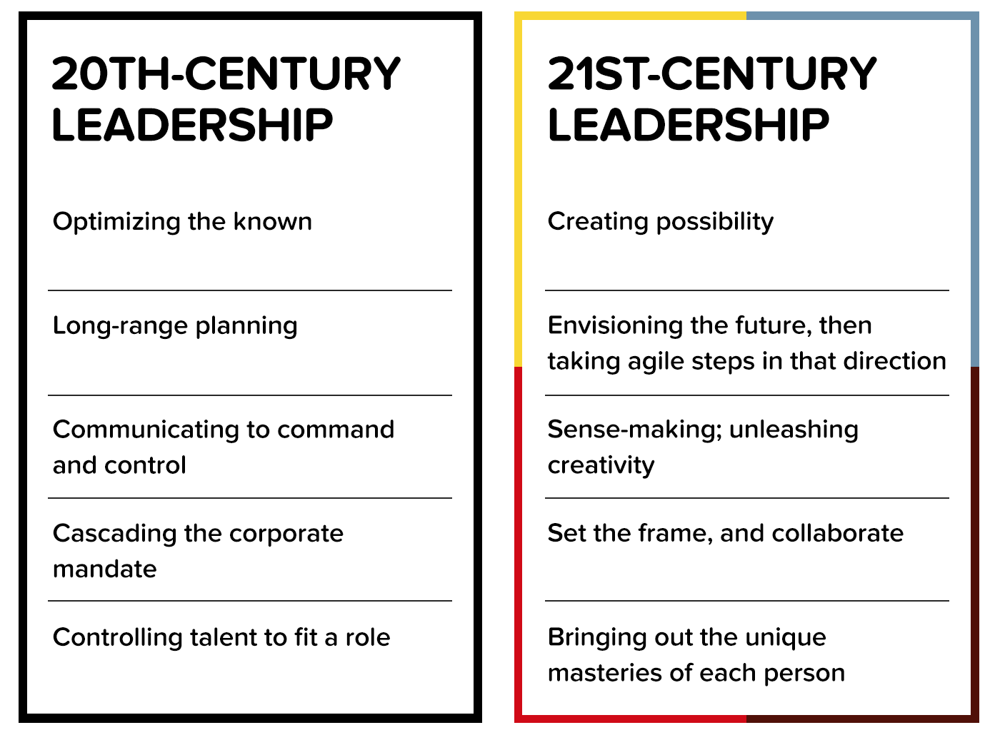 20TH-CENTURY
LEADERSHIP
Optimizing the known
Long-range planning
Communicating to command
and control
Cascading the corporate
mandate
Controlling talent to fit a role
21ST-CENTURY
LEADERSHIP
Creating possibility
Envisioning the future, then
taking agile steps in that direction
Sense-making; unleashing
creativity
Set the frame, and collaborate
Bringing out the unique
masteries of each person